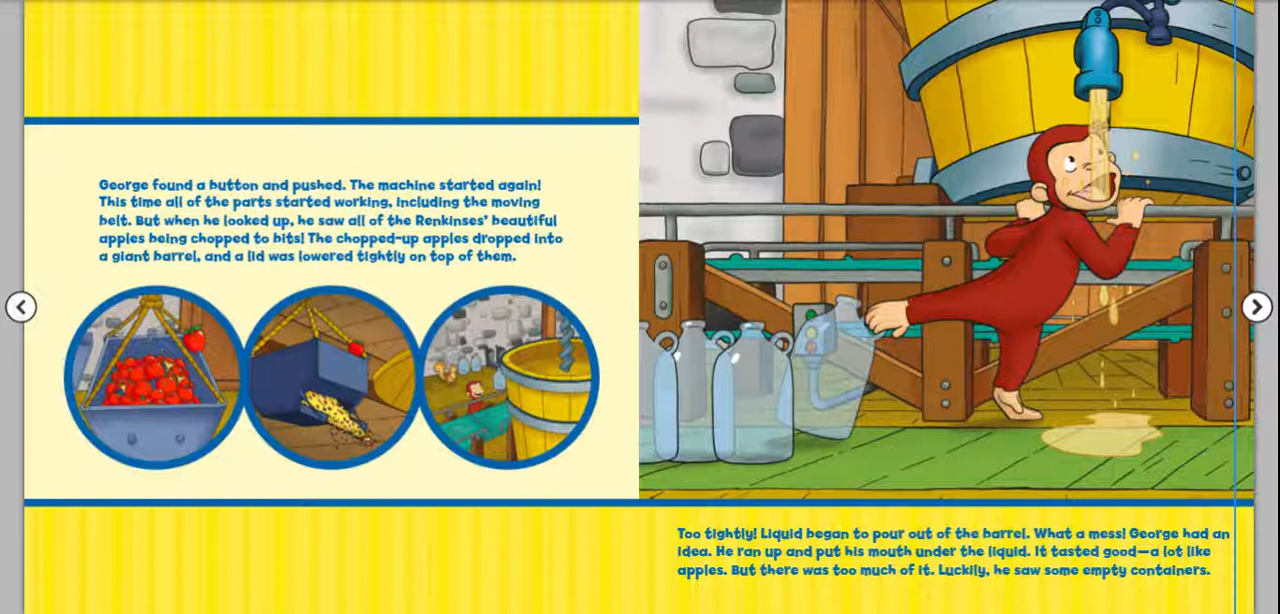 George found a button and pushed. The machine started again!
This time all of the parts started working, including the moving
belt. But when he looked up, he saw all of the Renkinses' beautiful
apples being chopped to bits! The chopped-up apples dropped into
a giant barrel, and a lid was lowered tightly on top of them.
Too tightly! Liquid began to pour out of the barrel. What a mess! George had an
idea. He ran up and put his mouth under the liquid. It tasted good—a lot like
apples. But there was too much of it. Luckily, he saw some empty containers.